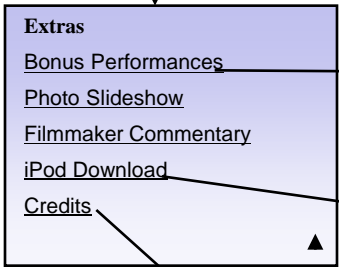 Extras
Bonus Performances
Photo Slideshow
Filmmaker Commentary
iPod Download
Credits